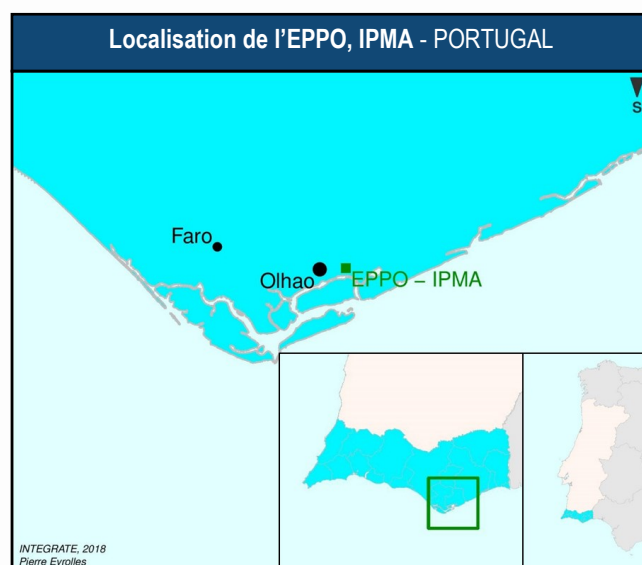 Localisation de l’EPPO, IPMA - PORTUGAL
S
Faro
Olhao
EPPO – IPMA
INTEGRATE, 2018
Pierre Eyrolles